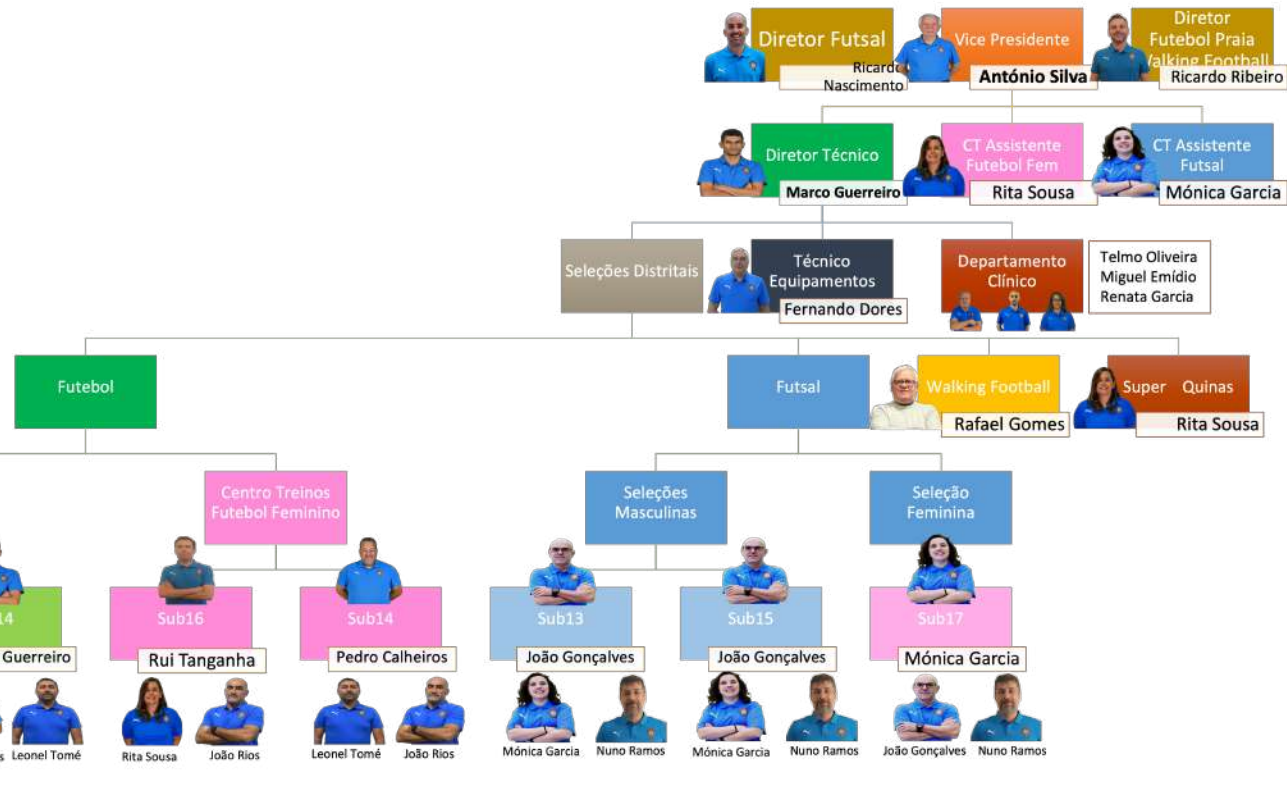 Diretor Futsal
Nascimento
Vice Presidente
António Silva
Diretor
Futebol Praia
Football
Ricardo Ribeiro
Diretor Técnico
Marco Guerreiro
CT Assistente
Futebol Fem
Rita Sousa
CT Assistente
Futsal
Mónica Garcia
Seleções Distritais
Técnico
Equipamentos
Fernando Dores
Departamento
Clínico
Telmo Oliveira
Miguel Emídio
Renata Garcia
Futebol
Futsal
Walking Football
Rafael Gomes
Super Quinas
Rita Sousa
Centro Treinos
Futebol Feminino
Seleções
Masculinas
Seleção
Feminina
14
Guerreiro
s Leonel Tomé
Sub16
Rui Tanganha
Rita Sousa
João Rios
Sub14
Pedro Calheiros
Leonel Tomé
João Rios
Sub13
João Gonçalves
Mónica Garcia
Nuno Ramos
Sub15
João Gonçalves
Mónica Garcia
Nuno Ramos
Sub17
Mónica Garcia
João Gonçalves
Nuno Ramos